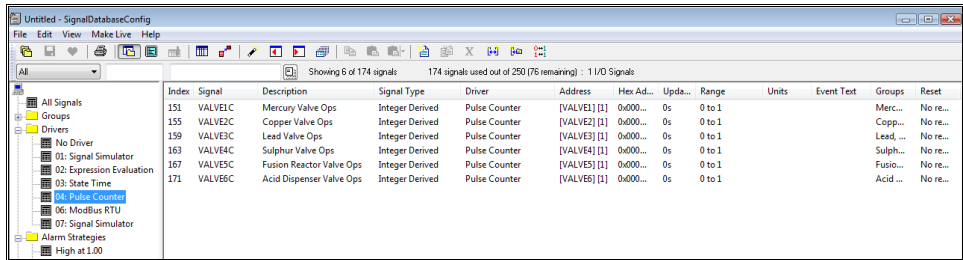 Untitled - SignalDatabaseConfig
File Edit View Make Live Help
All Showing 6 of 174 signals 174 signals used out of 250 (76 remaining) : 1 I/O Signals
Index Signal Description Signal Type Driver Address Hex Ad... Upda... Range Units Event Text Groups Reset
All Signals
Groups
Drivers
No Driver
01: Signal Simulator
02: Expression Evaluation
03: State Time
04: Pulse Counter
06: ModBus RTU
07: Signal Simulator
Alarm Strategies
High at 1.00
151 VALVE1C Mercury Valve Ops Integer Derived Pulse Counter [VALVE1] [1] 0x000... 0s 0 to 1 Merc... No re...
155 VALVE2C Copper Valve Ops Integer Derived Pulse Counter [VALVE2] [1] 0x000... 0s 0 to 1 Copp... No re...
159 VALVE3C Lead Valve Ops Integer Derived Pulse Counter [VALVE3] [1] 0x000... 0s 0 to 1 Lead, ... No re...
163 VALVE4C Sulphur Valve Ops Integer Derived Pulse Counter [VALVE4] [1] 0x000... 0s 0 to 1 Sulph... No re...
167 VALVE5C Fusion Reactor Valve Ops Integer Derived Pulse Counter [VALVE5] [1] 0x000... 0s 0 to 1 Fusio... No re...
171 VALVE6C Acid Dispenser Valve Ops Integer Derived Pulse Counter [VALVE6] [1] 0x000... 0s 0 to 1 Acid ... No re...